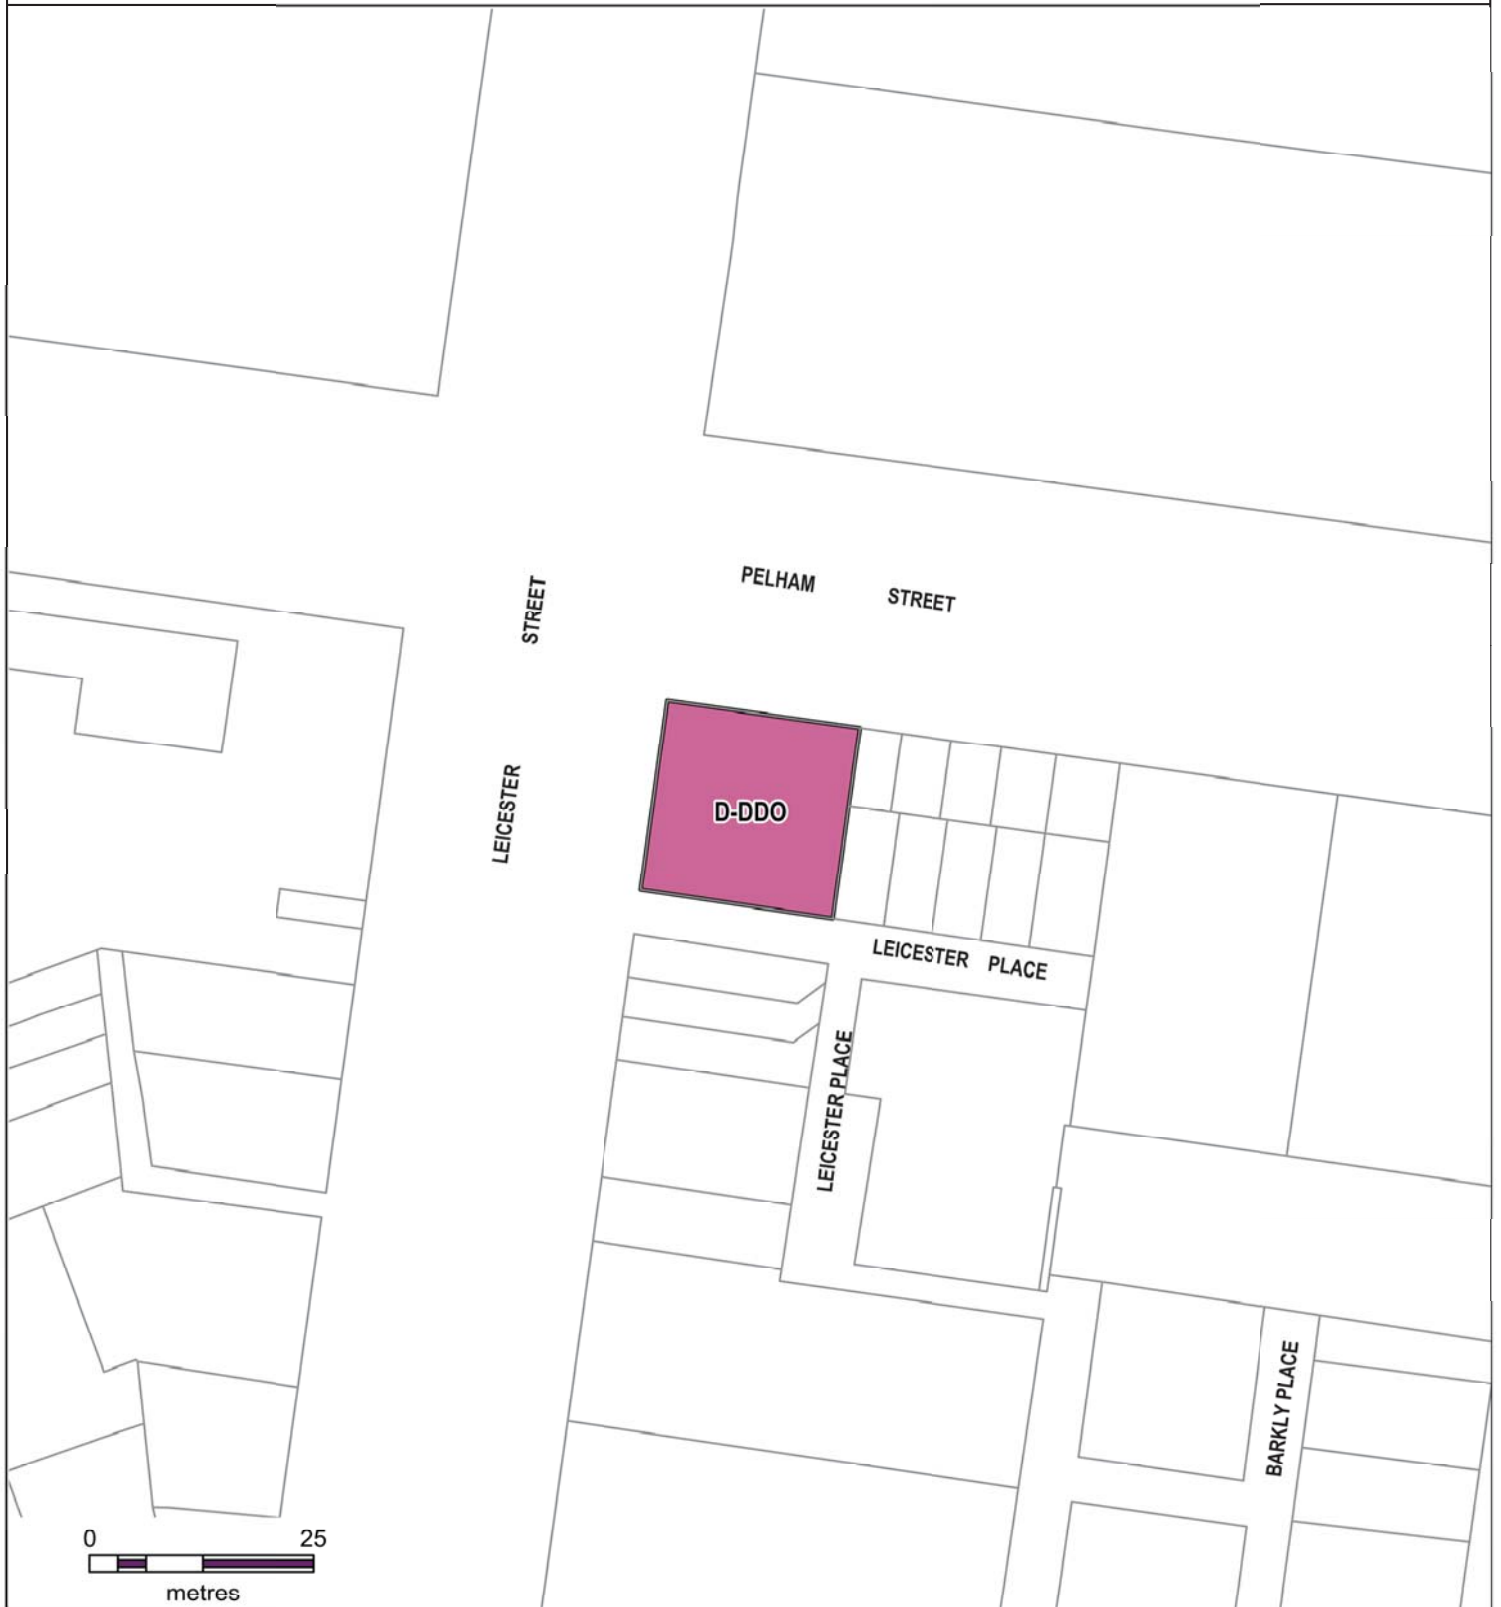 PELHAM STREET
STREET
LEICESTER
D-DDO
LEICESTER PLACE
LEICESTER PLACE
BARKLY PLACE
0 25
metres